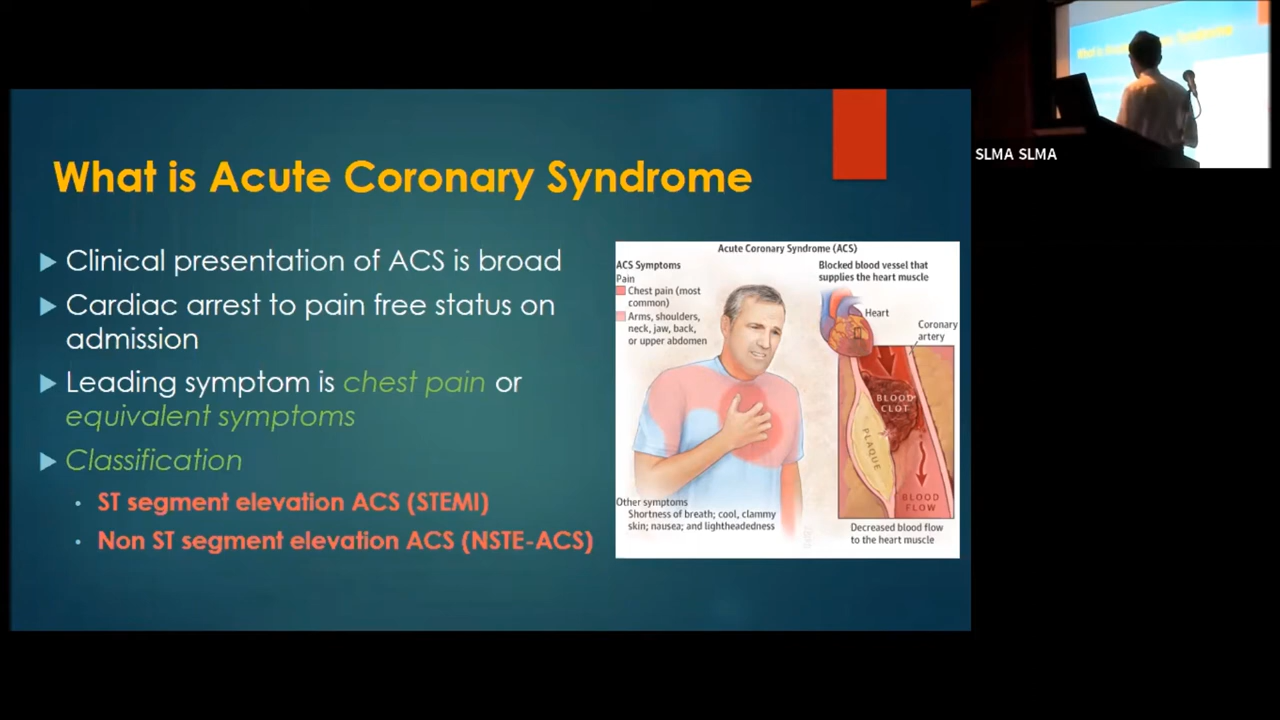 What is Acute Coronary Syndrome
Clinical presentation of ACS is broad
Cardiac arrest to pain free status on
admission
Leading symptom is chest pain or
equivalent symptoms
Classification
ST segment elevation ACS (STEMI)
Non ST segment elevation ACS (NSTE-ACS)
Acute Coronary Syndrome (ACS)
ACS Symptoms
Pain
Chest pain (most
common)
Arms, shoulders,
neck, jaw, back,
or upper abdomen
Other symptoms
Shortness of breath; cool, clammy
skin; nausea; and lightheadedness
Blocked blood vessel that
supplies the heart muscle
Heart
Coronary
artery
BLOOD
CLOT
PLAQUE
BLOOD
FLOW
Decreased blood flow
to the heart muscle
SLMA SLMA